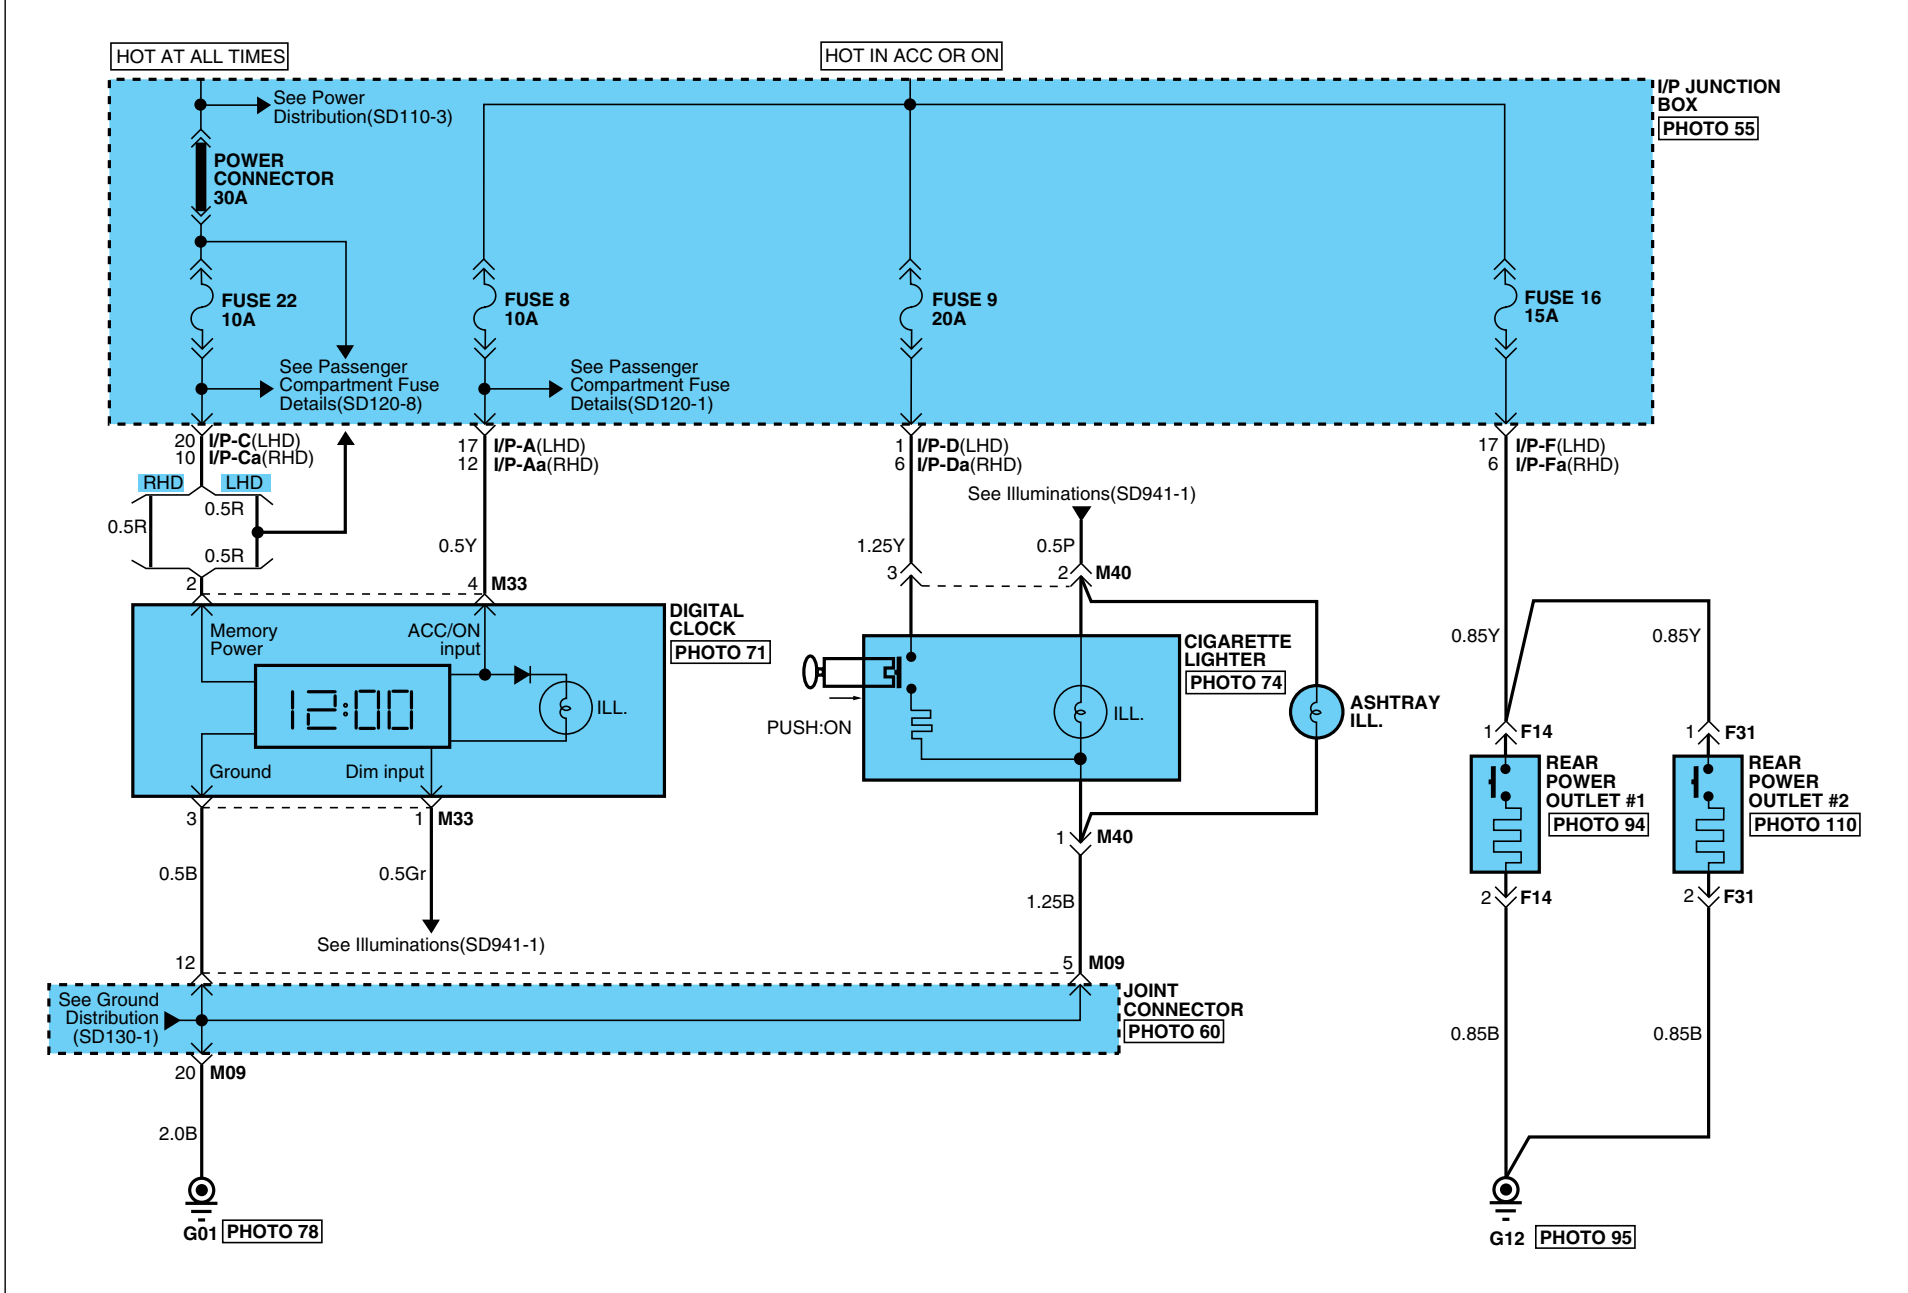 HOT AT ALL TIMES
HOT IN ACC OR ON
I/P JUNCTION
BOX
PHOTO 55
See Power
Distribution(SD110-3)
POWER
CONNECTOR
30A
FUSE 22
10A
FUSE 8
10A
FUSE 9
20A
FUSE 16
15A
See Passenger
Compartment Fuse
Details(SD120-8)
See Passenger
Compartment Fuse
Details(SD120-1)
20 I/P-C(LHD)
10 I/P-Ca(RHD)
17 I/P-A(LHD)
12 I/P-Aa(RHD)
1 I/P-D(LHD)
6 I/P-Da(RHD)
17 I/P-F(LHD)
6 I/P-Fa(RHD)
RHD LHD
0.5R
0.5R
0.5R
0.5Y
See Illuminations(SD941-1)
1.25Y
0.5P
2
4 M33
3
2 M40
DIGITAL
CLOCK
PHOTO 71
Memory
Power
ACC/ON
input
12:00
ILL.
Ground
Dim input
CIGARETTE
LIGHTER
PHOTO 74
PUSH:ON
ILL.
ASHTRAY
ILL.
0.85Y
0.85Y
1 F14
1 F31
REAR
POWER
OUTLET #1
PHOTO 94
REAR
POWER
OUTLET #2
PHOTO 110
3
1 M33
1 M40
0.5B
0.5Gr
1.25B
2 F14
2 F31
See Illuminations(SD941-1)
12
5 M09
See Ground
Distribution
(SD130-1)
JOINT
CONNECTOR
PHOTO 60
0.85B
0.85B
20 M09
2.0B
G01 PHOTO 78
G12 PHOTO 95